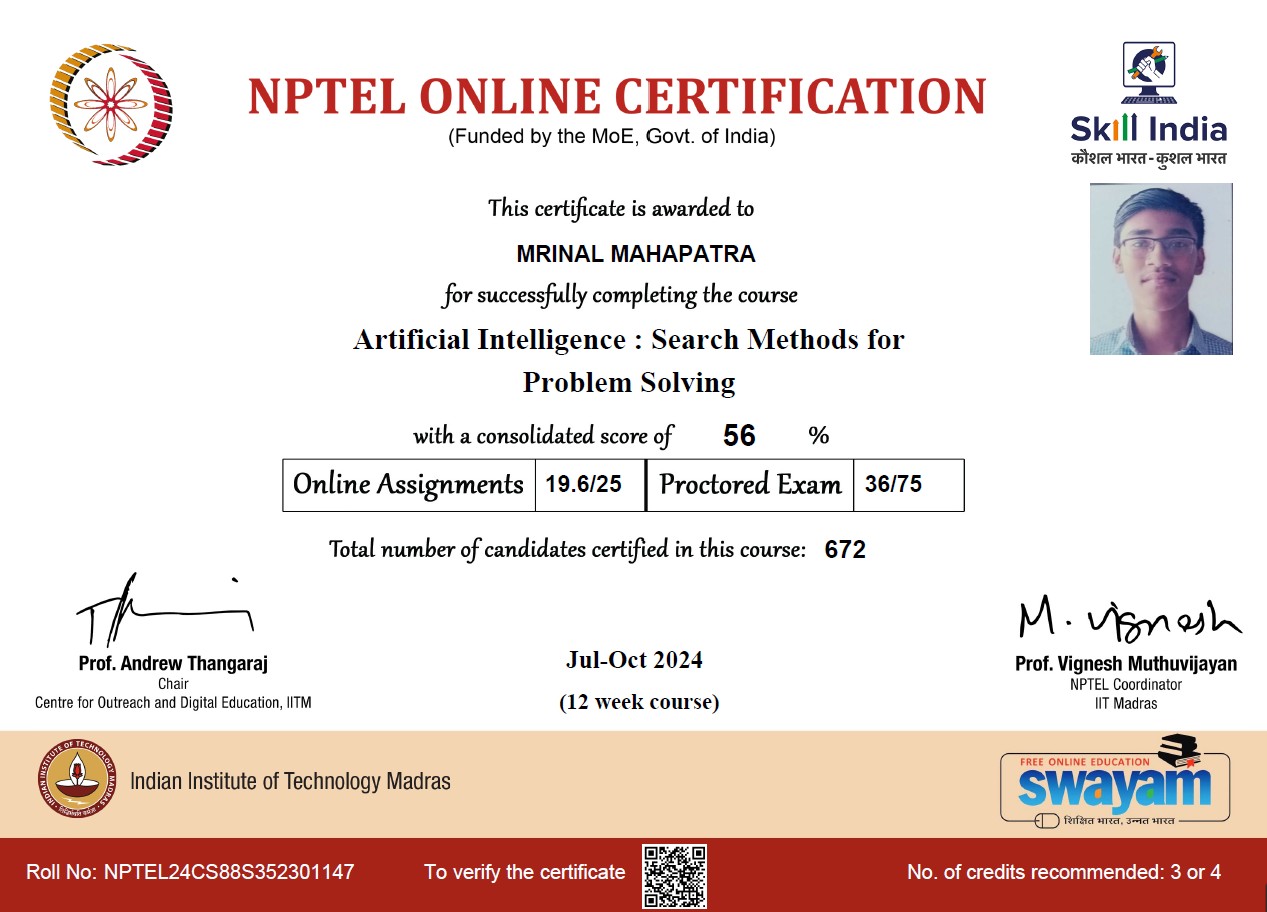 NPTEL ONLINE CERTIFICATION
(Funded by the MoE, Govt. of India)
Skill India
कौशल भारत - कुशल भारत
This certificate is awarded to
MRINAL MAHAPATRA
for successfully completing the course
Artificial Intelligence : Search Methods for
Problem Solving
with a consolidated score of 56 %
Online Assignments 19.6/25 Proctored Exam 36/75
Total number of candidates certified in this course: 672
M. Vignesh
Prof. Andrew Thangaraj
Chair
Centre for Outreach and Digital Education, IITM
Jul-Oct 2024
(12 week course)
Prof. Vignesh Muthuvijayan
NPTEL Coordinator
IIT Madras
INDIAN INSTITUTE OF TECHNOLOGY MADRAS
Indian Institute of Technology Madras
FREE ONLINE EDUCATION
swayam
शिक्षित भारत, उन्नत भारत
Roll No: NPTEL24CS88S352301147
To verify the certificate
No. of credits recommended: 3 or 4